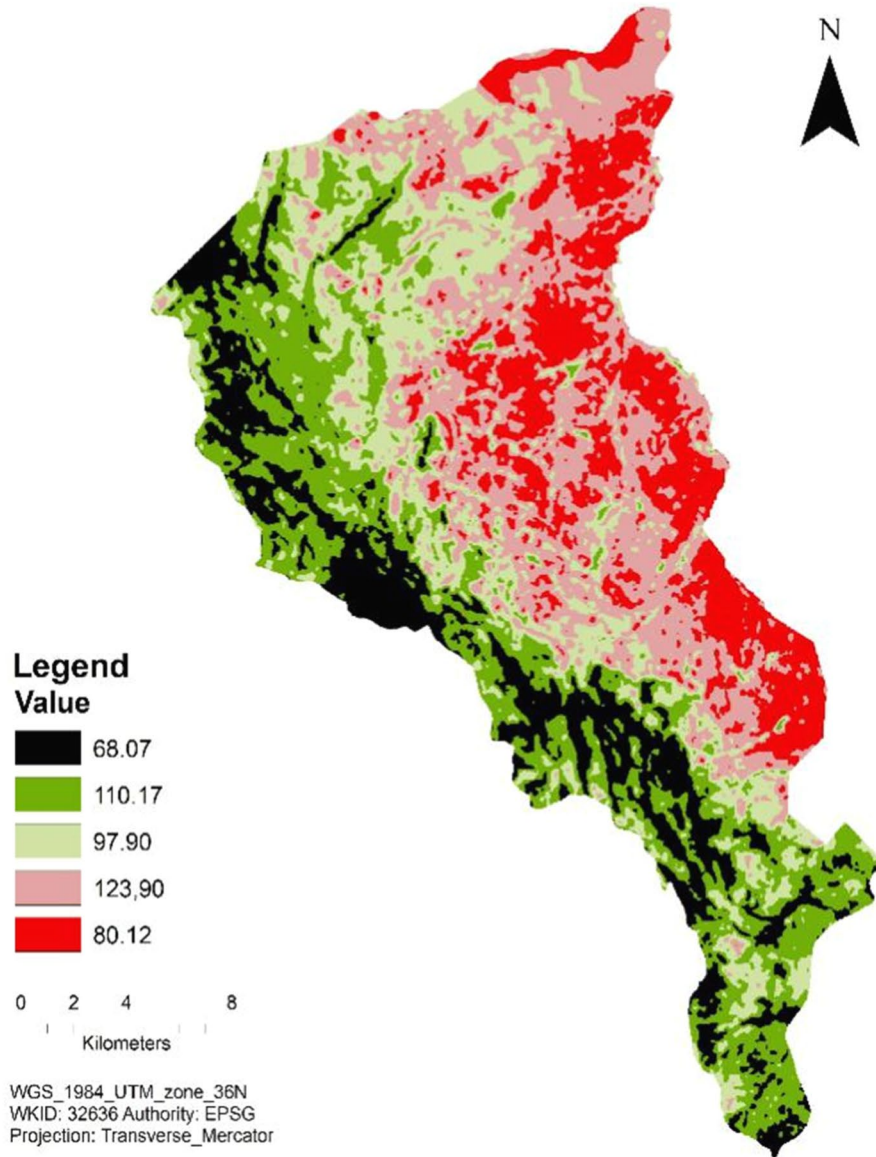 N
Legend
Value
68.07
110.17
97.90
123,90
80.12
0 2 4 8
Kilometers
WGS_1984_UTM_zone_36N
WKID: 32636 Authority: EPSG
Projection: Transverse_Mercator